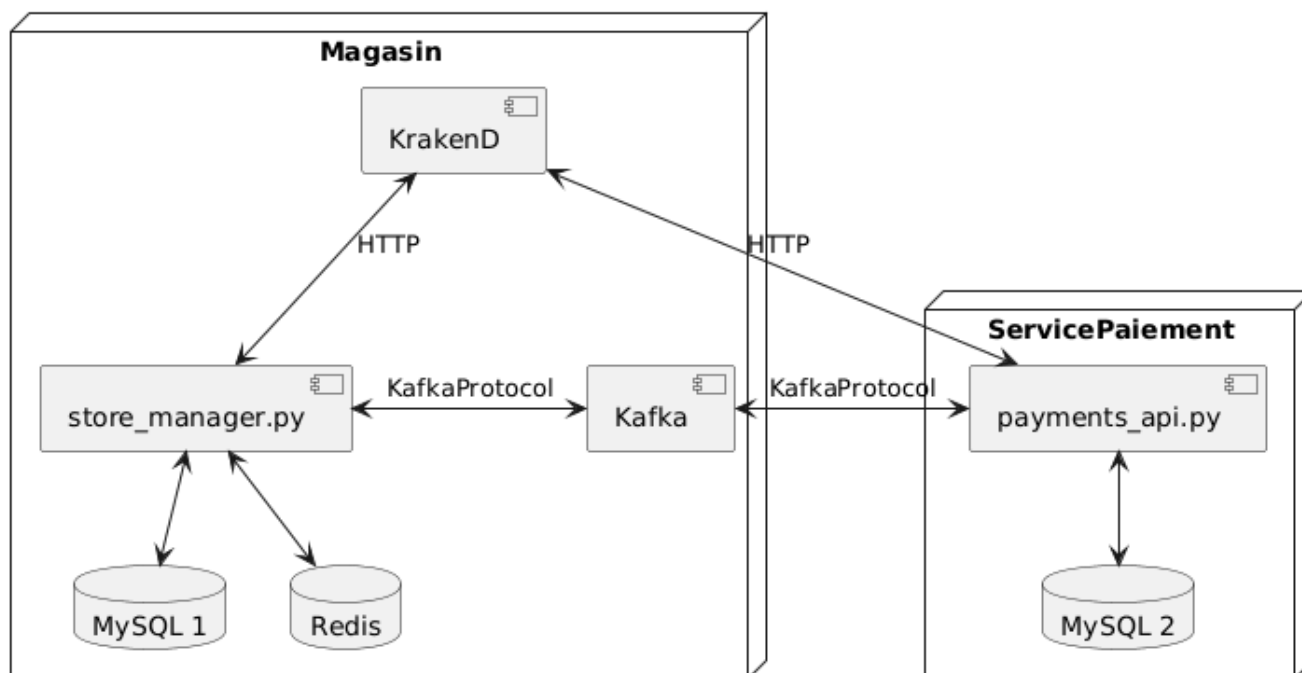 Magasin
KrakenD
HTTP
HTTP
ServicePaiement
store_manager.py
KafkaProtocol
Kafka
KafkaProtocol
payments_api.py
MySQL 1
Redis
MySQL 2